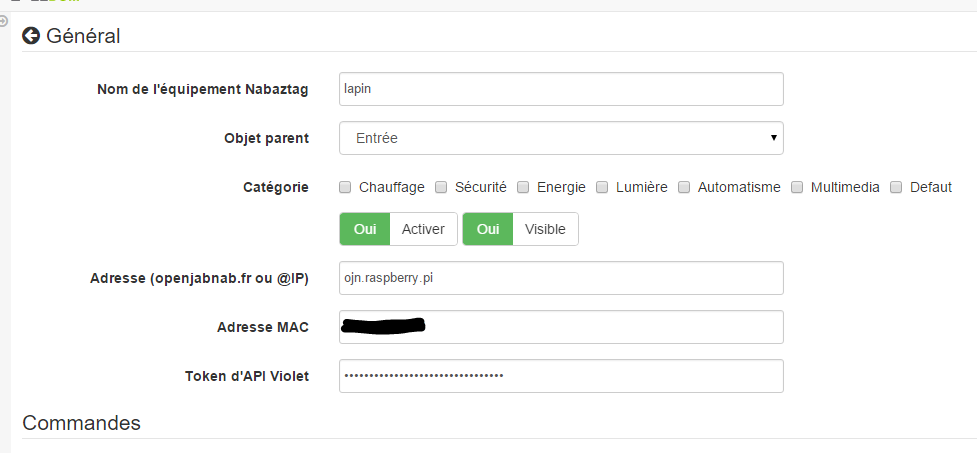 Général
Nom de l'équipement Nabaztag lapin
Objet parent Entrée
Catégorie Chauffage Sécurité Energie Lumière Automatisme Multimedia Defaut
Oui Activer Oui Visible
Adresse (openjabnab.fr ou @IP) ojn.raspberry.pi
Adresse MAC
Token d'API Violet ••••••••••••••••••••••••••••••••
Commandes